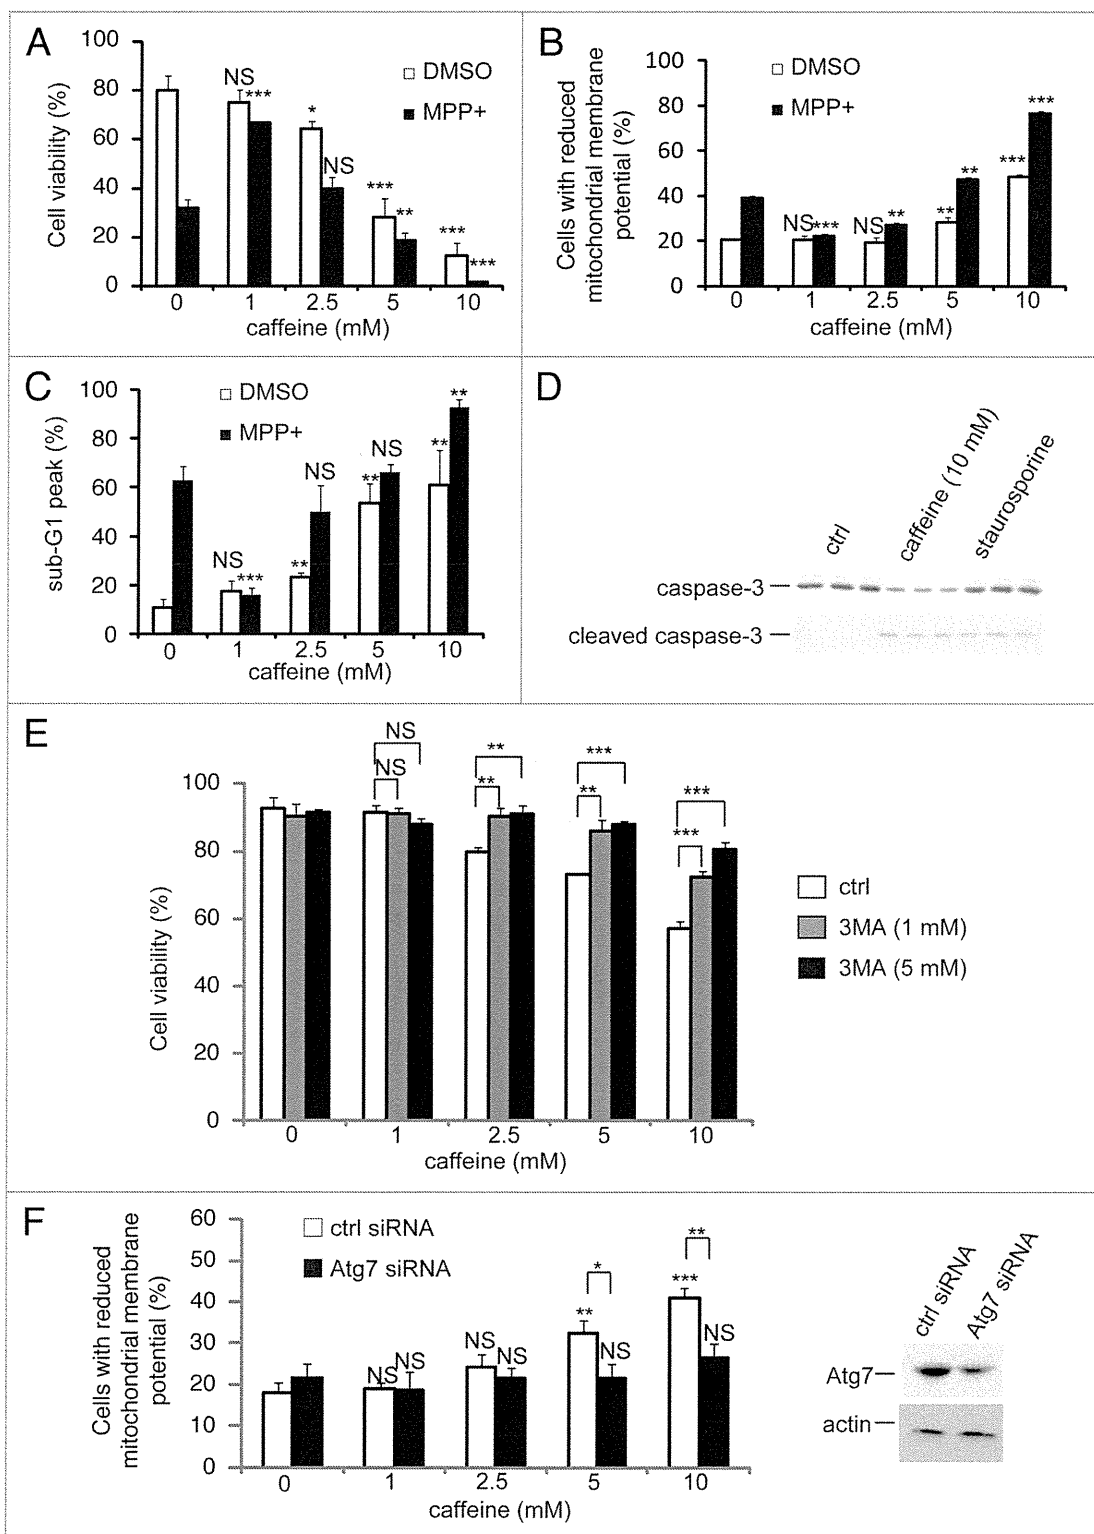 A
Cell viability (%)
100
80
60
40
20
0
DMSO
MPP+
NS
***
*
NS
***
**
***
***
0 1 2.5 5 10
caffeine (mM)
B
Cells with reduced
mitochondrial membrane
potential (%)
100
80
60
40
20
0
DMSO
MPP+
NS
***
NS
**
**
**
***
***
0 1 2.5 5 10
caffeine (mM)
C
sub-G1 peak (%)
100
80
60
40
20
0
DMSO
MPP+
NS
***
**
NS
**
NS
**
**
0 1 2.5 5 10
caffeine (mM)
D
ctrl
caffeine (10 mM)
staurosporine
caspase-3
cleaved caspase-3
E
Cell viability (%)
100
80
60
40
20
0
NS
NS
**
**
***
**
***
***
ctrl
3MA (1 mM)
3MA (5 mM)
0 1 2.5 5 10
caffeine (mM)
F
Cells with reduced
mitochondrial membrane
potential (%)
60
50
40
30
20
10
0
ctrl siRNA
Atg7 siRNA
NS
NS
NS
NS
**
*
NS
***
**
NS
0 1 2.5 5 10
caffeine (mM)
ctrl siRNA
Atg7 siRNA
Atg7
actin